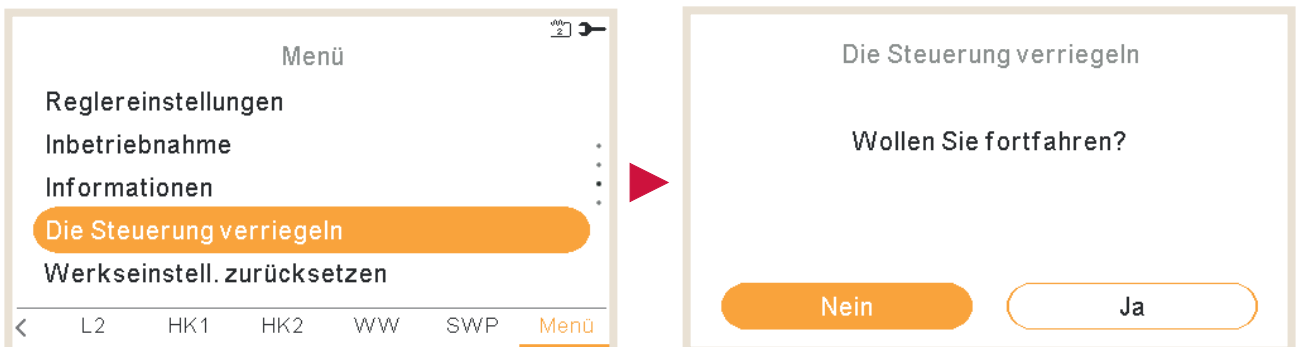 2
Menü
Reglereinstellungen
Inbetriebnahme
Informationen
Die Steuerung verriegeln
Werkseinstell. zurücksetzen
< L2 HK1 HK2 WW SWP Menü
Die Steuerung verriegeln
Wollen Sie fortfahren?
Nein Ja